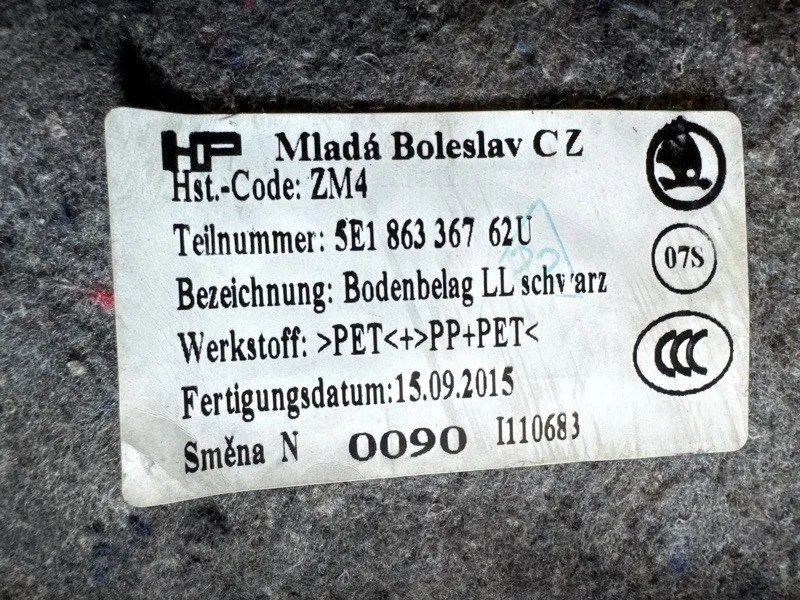 HP Mladá Boleslav CZ
Hst.-Code: ZM4
Teilnummer: 5E1 863 367 62U
07S
Bezeichnung: Bodenbelag LL schwarz
Werkstoff: >PET<+>PP+PET<
CCC
Fertigungsdatum:15.09.2015
Směna N 0090 I110683